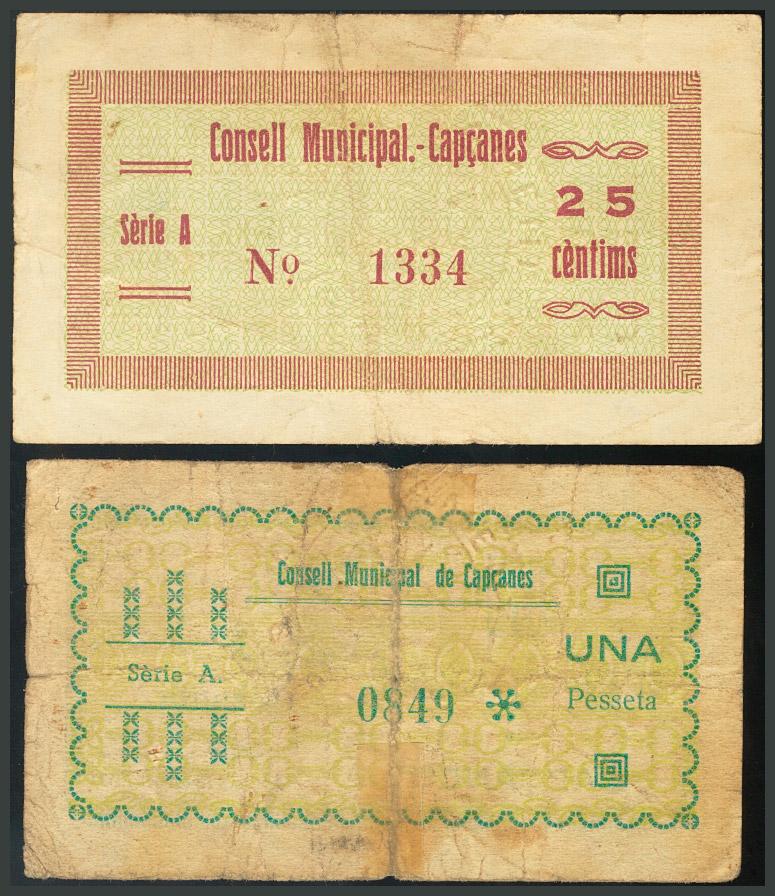 Consell Municipal.-Capçanes
Sèrie A
Nº 1334
25
cèntims
Consell Municipal de Capçanes
Sèrie A.
0849 *
UNA
Pesseta